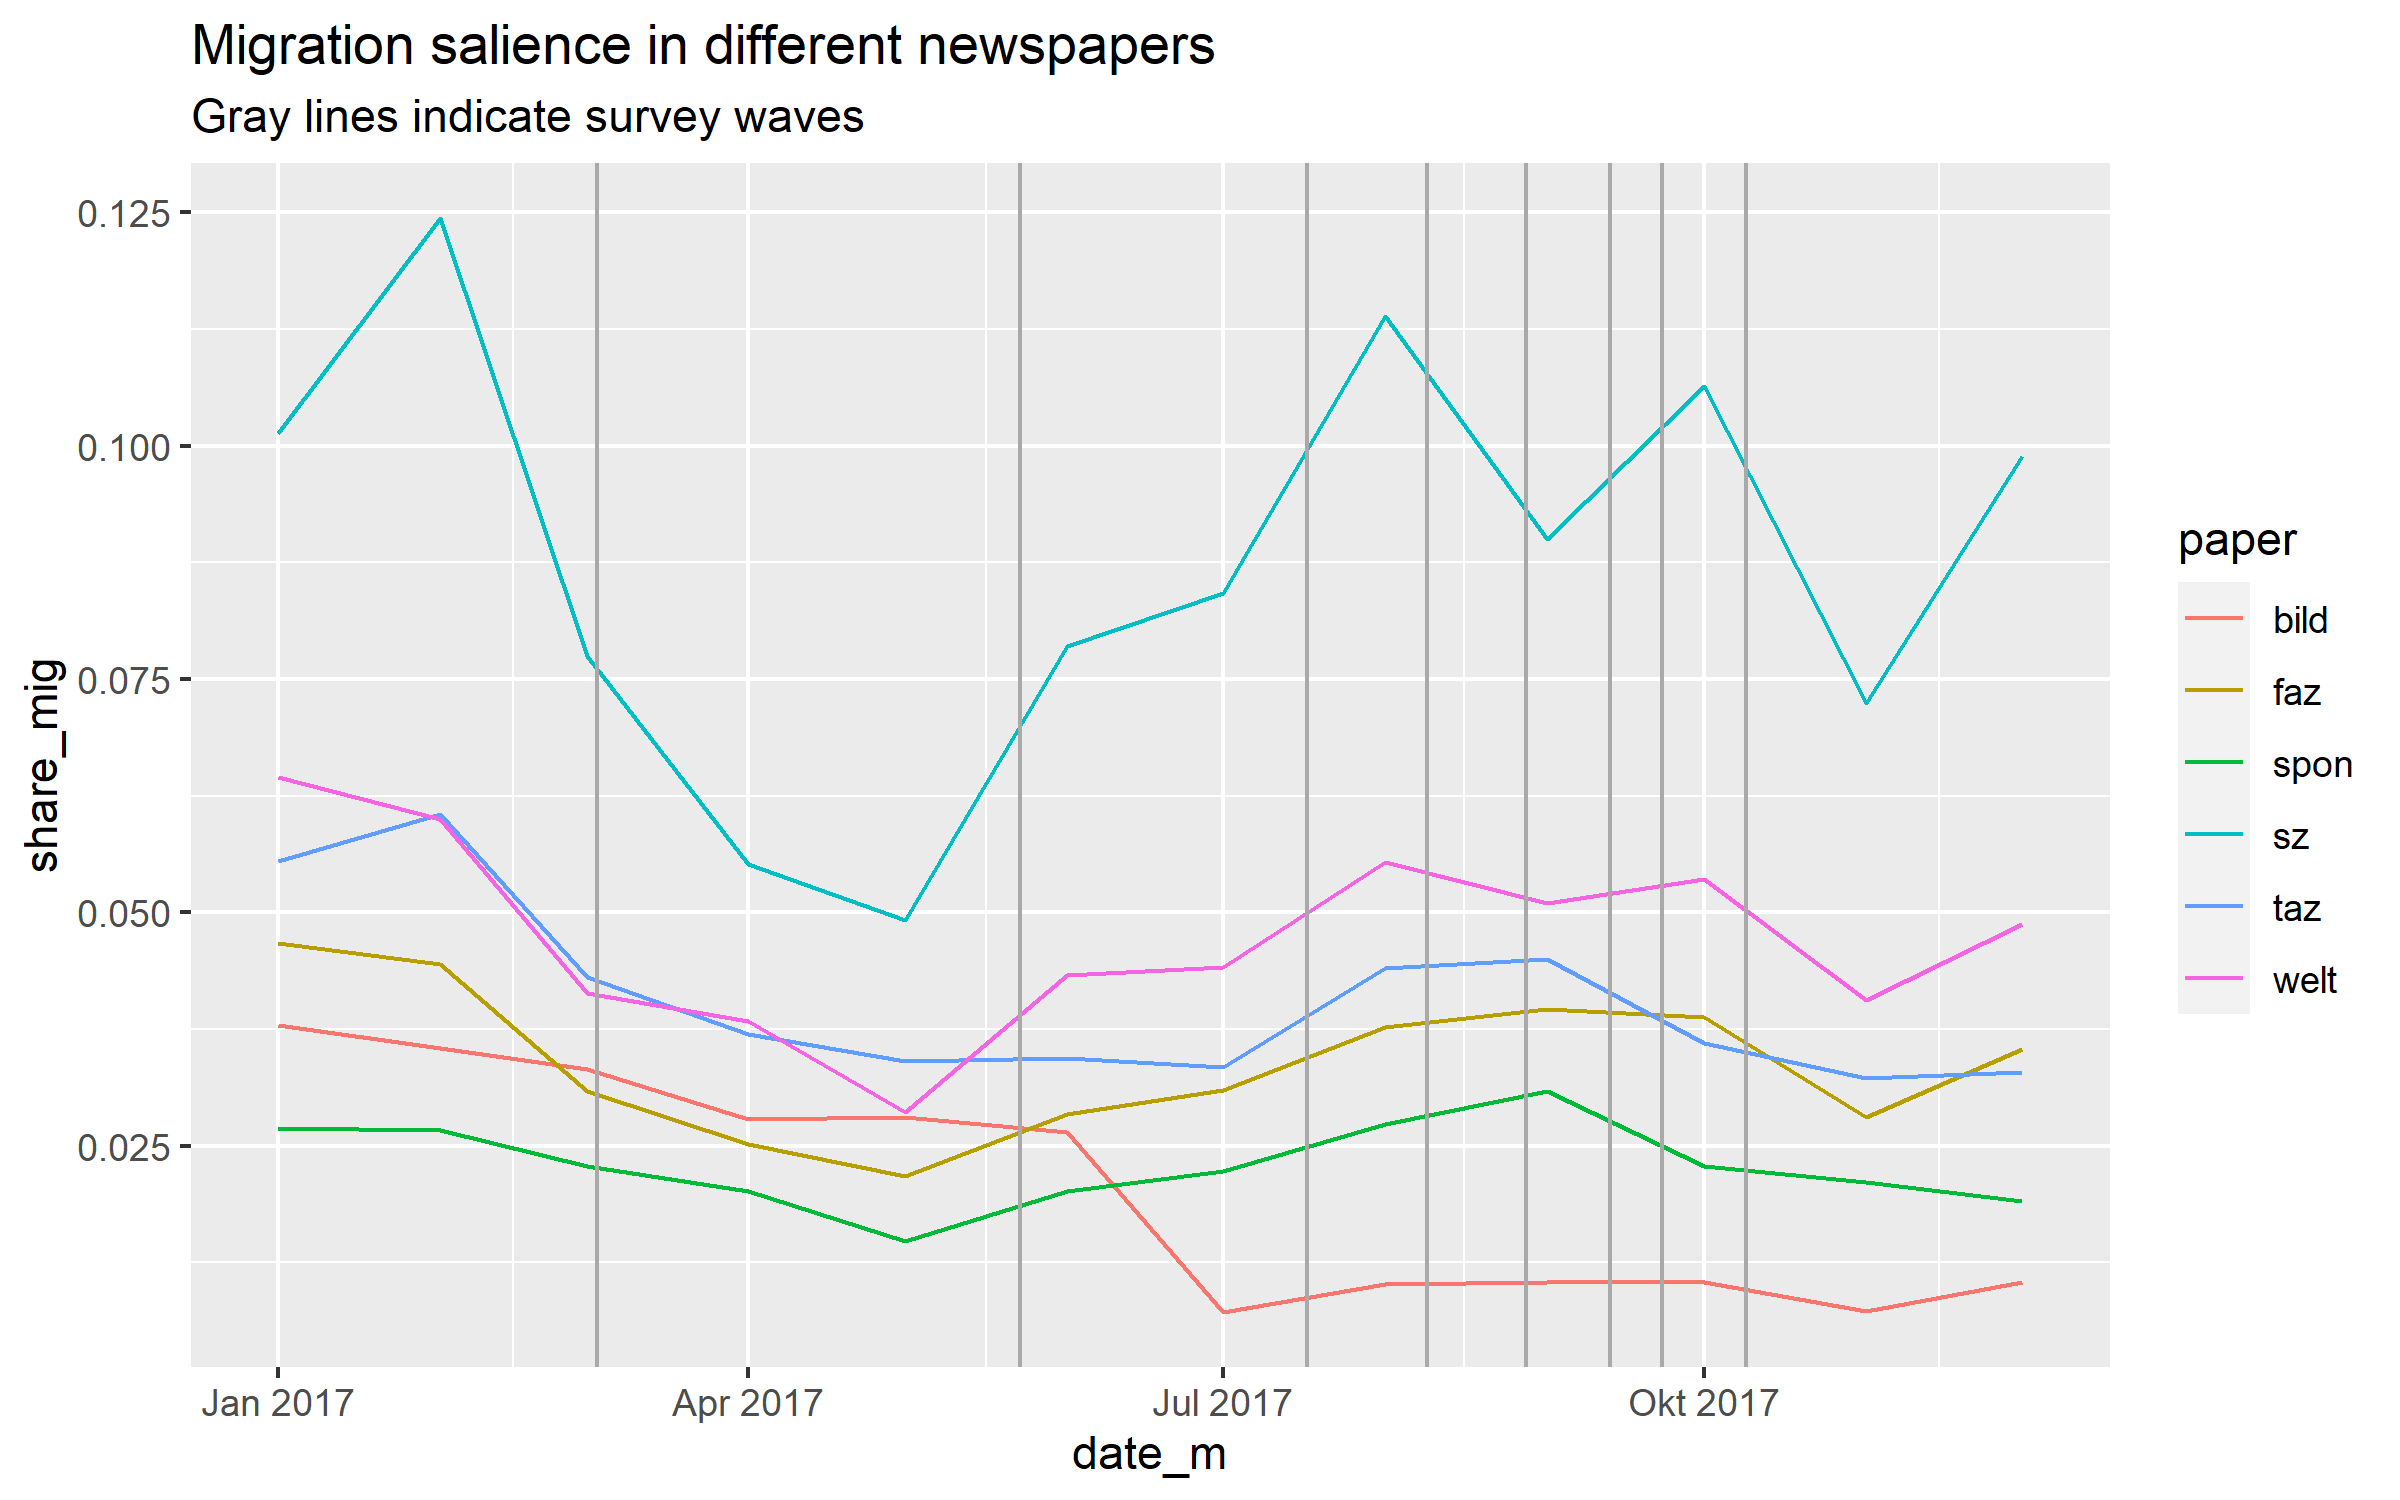 Migration salience in different newspapers
Gray lines indicate survey waves
0.125
0.100
0.075
0.050
0.025
share_mig
Jan 2017
Apr 2017
Jul 2017
Okt 2017
date_m
paper
bild
faz
spon
sz
taz
welt